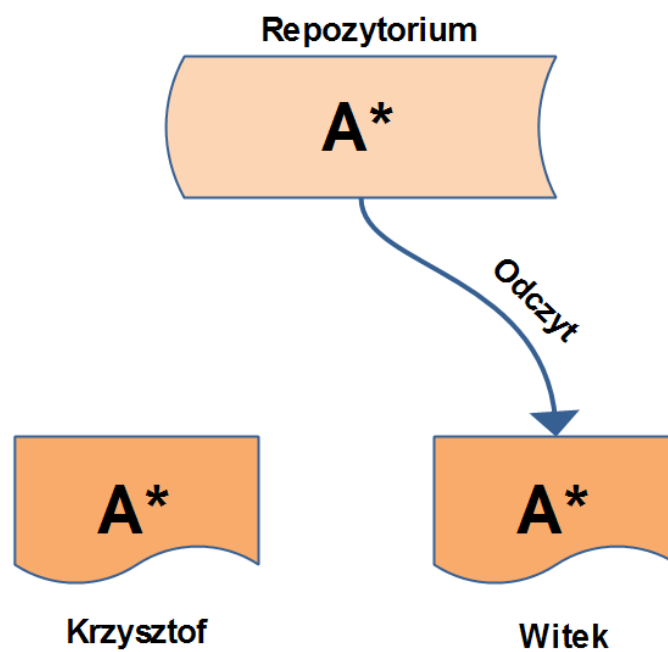 Repozytorium
A*
Odczyt
A*
A*
Krzysztof
Witek